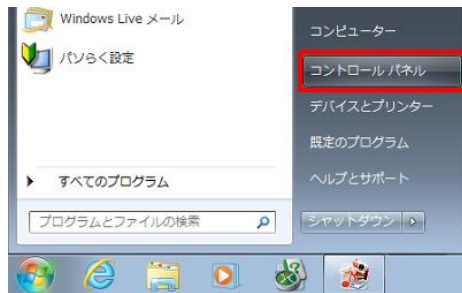 Windows Live メール
パソらく設定
すべてのプログラム
プログラムとファイルの検索
コンピューター
コントロール パネル
デバイスとプリンター
既定のプログラム
ヘルプとサポート
シャットダウン